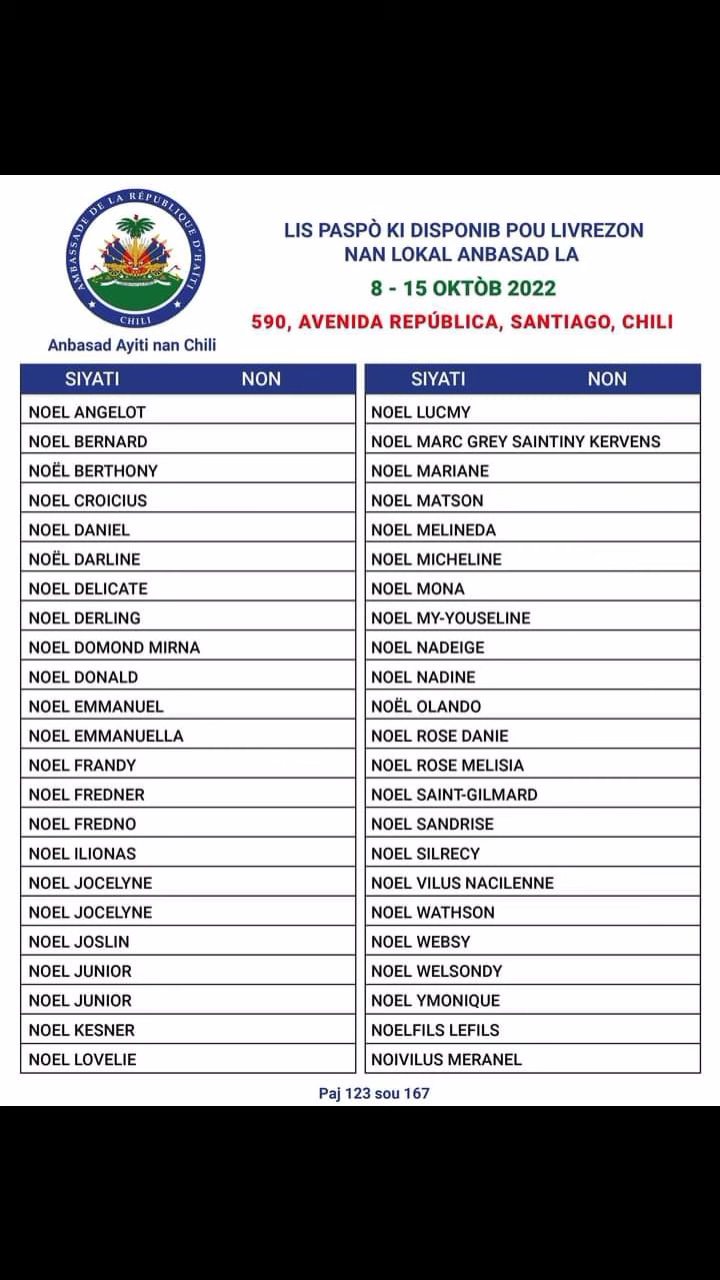 AMBASSADE DE LA RÉPUBLIQUE D'HAITI
CHILI
Anbasad Ayiti nan Chili
LIS PASPÒ KI DISPONIB POU LIVREZON
NAN LOKAL ANBASAD LA
8 - 15 OKTÒB 2022
590, AVENIDA REPÚBLICA, SANTIAGO, CHILI
SIYATI NON
NOEL ANGELOT
NOEL BERNARD
NOËL BERTHONY
NOEL CROICIUS
NOEL DANIEL
NOËL DARLINE
NOEL DELICATE
NOEL DERLING
NOEL DOMOND MIRNA
NOEL DONALD
NOEL EMMANUEL
NOEL EMMANUELLA
NOEL FRANDY
NOEL FREDNER
NOEL FREDNO
NOEL ILIONAS
NOEL JOCELYNE
NOEL JOCELYNE
NOEL JOSLIN
NOEL JUNIOR
NOEL JUNIOR
NOEL KESNER
NOEL LOVELIE
SIYATI NON
NOEL LUCMY
NOEL MARC GREY SAINTINY KERVENS
NOEL MARIANE
NOEL MATSON
NOEL MELINEDA
NOEL MICHELINE
NOEL MONA
NOEL MY-YOUSELINE
NOEL NADEIGE
NOEL NADINE
NOËL OLANDO
NOEL ROSE DANIE
NOEL ROSE MELISIA
NOEL SAINT-GILMARD
NOEL SANDRISE
NOEL SILRECY
NOEL VILUS NACILENNE
NOEL WATHSON
NOEL WEBSY
NOEL WELSONDY
NOEL YMONIQUE
NOELFILS LEFILS
NOIVILUS MERANEL
Paj 123 sou 167